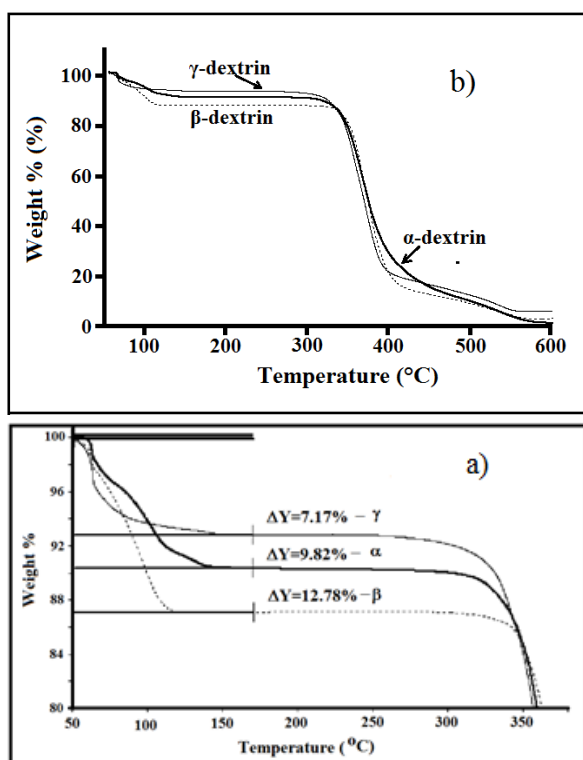 b)
γ-dextrin
β-dextrin
α-dextrin
Weight % (%)
100
80
60
40
20
0
100
200
300
400
500
600
Temperature (°C)
a)
ΔY=7.17% – γ
ΔY=9.82% – α
ΔY=12.78% – β
Weight %
100
96
92
88
84
80
50
100
150
200
250
300
350
Temperature (°C)